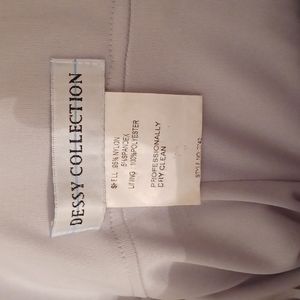 DESSY COLLECTION
SHELL 95%NYLON
5%SPANDEX
LINING 100%POLYESTER
PROFESSIONALLY
DRY CLEAN